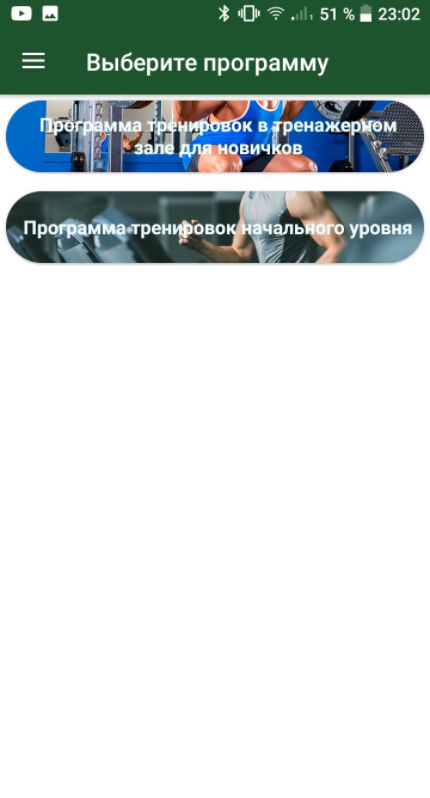 51 % 23:02
Выберите программу
Программа тренировок в тренажерном
зале для новичков
Программа тренировок начального уровня